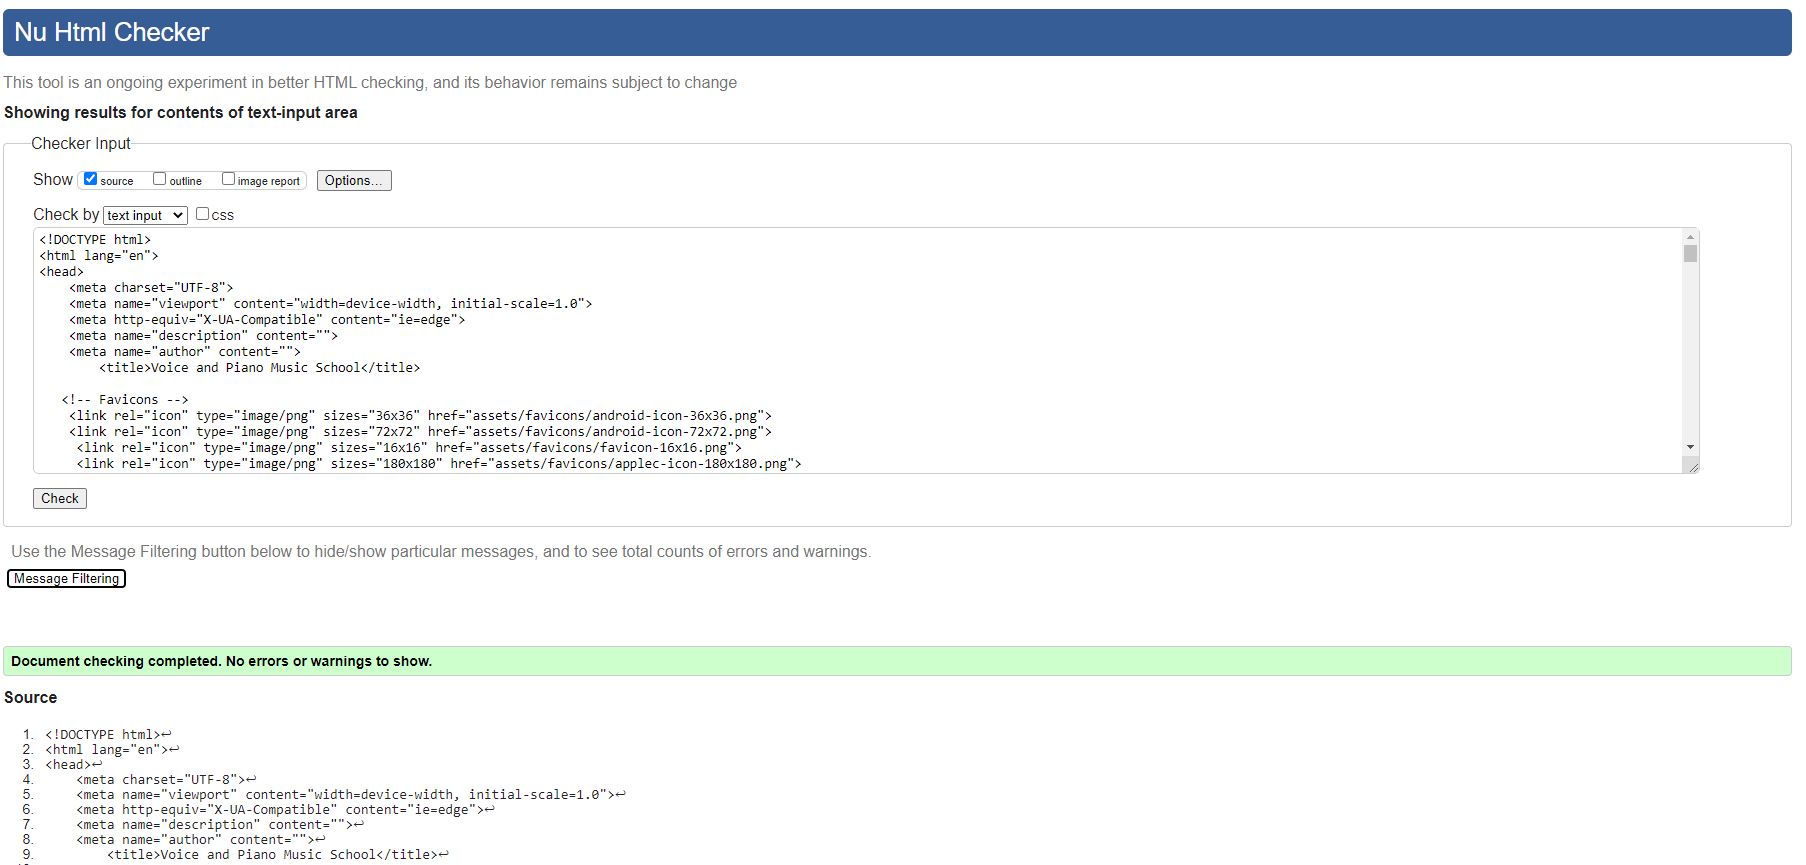 Nu Html Checker
This tool is an ongoing experiment in better HTML checking, and its behavior remains subject to change
Showing results for contents of text-input area
Checker Input
Show source outline image report Options...
Check by text input css
<!DOCTYPE html>
<html lang="en">
<head>
    <meta charset="UTF-8">
    <meta name="viewport" content="width=device-width, initial-scale=1.0">
    <meta http-equiv="X-UA-Compatible" content="ie=edge">
    <meta name="description" content="">
    <meta name="author" content="">
        <title>Voice and Piano Music School</title>
   <!-- Favicons -->
    <link rel="icon" type="image/png" sizes="36x36" href="assets/favicons/android-icon-36x36.png">
    <link rel="icon" type="image/png" sizes="72x72" href="assets/favicons/android-icon-72x72.png">
     <link rel="icon" type="image/png" sizes="16x16" href="assets/favicons/favicon-16x16.png">
     <link rel="icon" type="image/png" sizes="180x180" href="assets/favicons/applec-icon-180x180.png">
Check
Use the Message Filtering button below to hide/show particular messages, and to see total counts of errors and warnings.
Message Filtering
Document checking completed. No errors or warnings to show.
Source
1. <!DOCTYPE html>↩
2. <html lang="en">↩
3. <head>↩
4.     <meta charset="UTF-8">↩
5.     <meta name="viewport" content="width=device-width, initial-scale=1.0">↩
6.     <meta http-equiv="X-UA-Compatible" content="ie=edge">↩
7.     <meta name="description" content="">↩
8.     <meta name="author" content="">↩
9.         <title>Voice and Piano Music School</title>↩